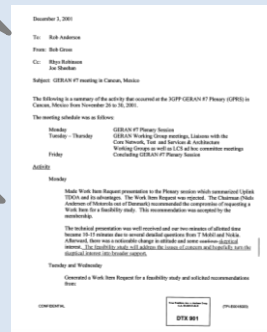 December 3, 2001
To: Rob Anderson
From: Bob Gross
Cc: Rhys Robinson
Joe Sheehan
Subject: GERAN #7 meeting in Cancun, Mexico
The following is a summary of the activity that occurred at the 3GPP GERAN #7 Plenary (GPRS) in
Cancun, Mexico from November 26 to 30, 2001.
The meeting schedule was as follows:
Monday GERAN #7 Plenary Session
Tuesday - Thursday GERAN Working Group meetings, Liaisons with the
Core Network, Test and Services & Architecture
Working Groups as well as LCS ad hoc committee meetings
Friday Concluding GERAN #7 Plenary Session
Activity
Monday
Made Work Item Request presentation to the Plenary session which summarized Uplink
TDOA and its advantages. The Work Item Request was rejected. The Chairman (Niels
Andersen of Motorola out of Denmark) recommended the compromise of requesting a
Work Item for a feasibility study. This recommendation was accepted by the
membership.
The technical presentation was well received and our two minutes of allotted time
became 10-15 minutes due to several detailed questions from T Mobil and Nokia.
Afterward, there was a noticeable change in attitude and some cautious skeptical
interest. The feasibility study will address the issues of concern and hopefully turn the
skeptical interest into broader support.
Tuesday and Wednesday
Generated a Work Item Request for a feasibility study and solicited recommendations
from:
CONFIDENTIAL
DTX 901